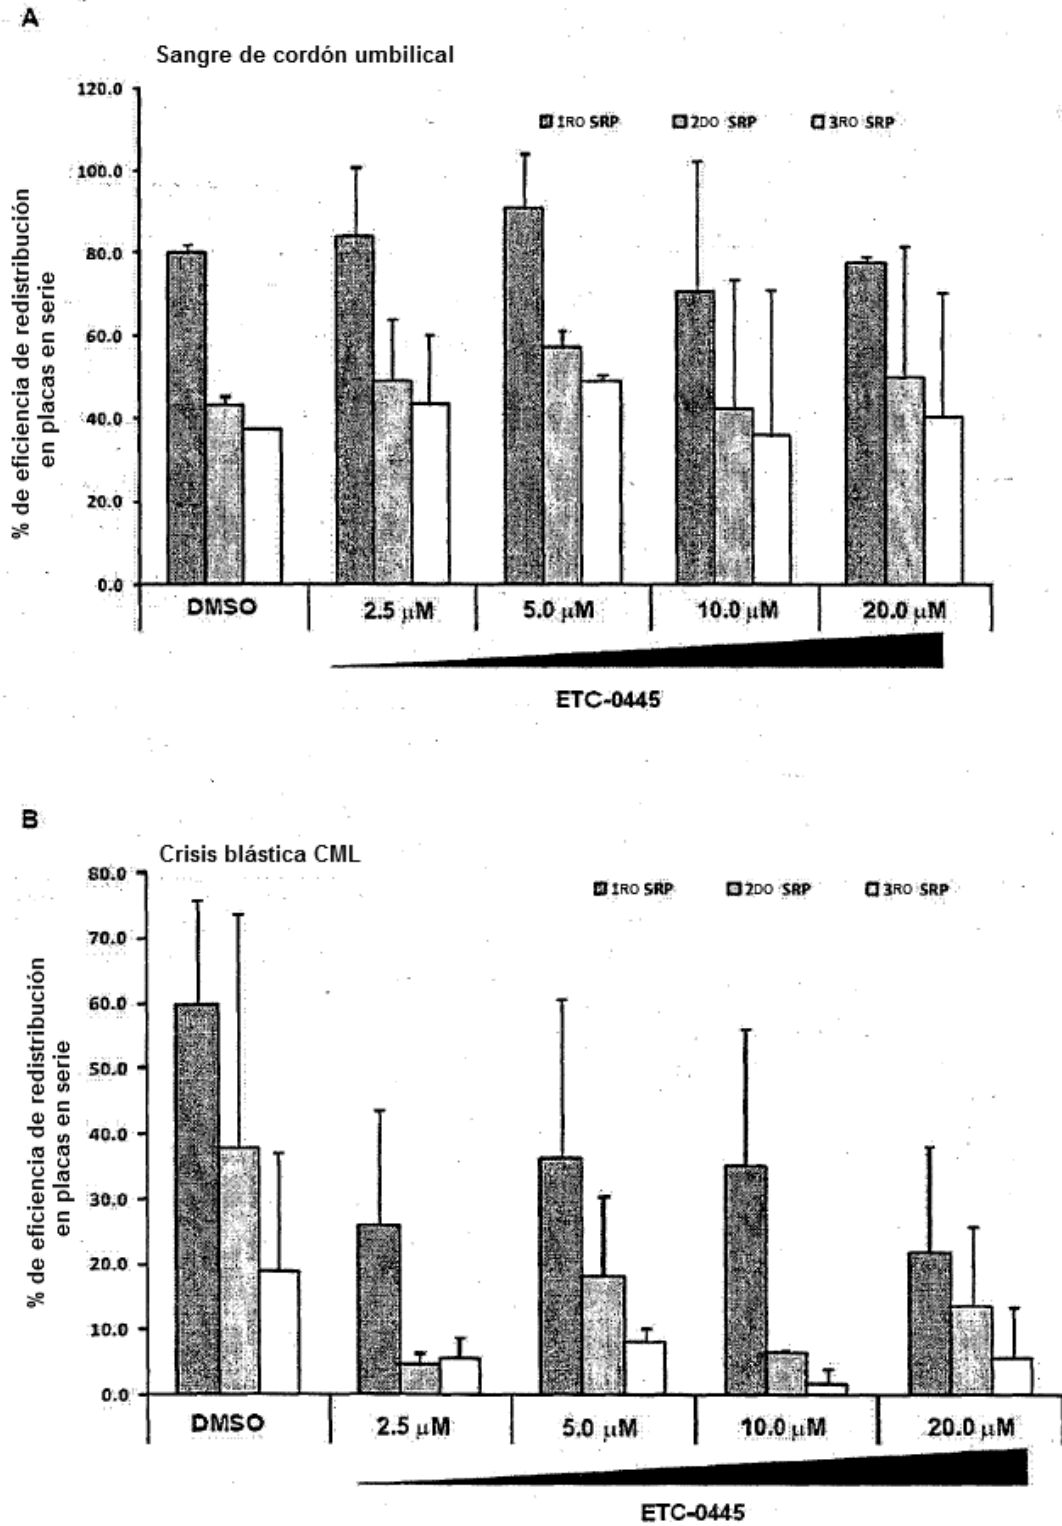 A
Sangre de cordón umbilical
120.0
1RO SRP 2DO SRP 3RO SRP
100.0
80.0
60.0
40.0
20.0
0.0
% de eficiencia de redistribución
en placas en serie
DMSO 2.5 µM 5.0 µM 10.0 µM 20.0 µM
ETC-0445
B
Crisis blástica CML
80.0
1RO SRP 2DO SRP 3RO SRP
70.0
60.0
50.0
40.0
30.0
20.0
10.0
0.0
% de eficiencia de redistribución
en placas en serie
DMSO 2.5 µM 5.0 µM 10.0 µM 20.0 µM
ETC-0445